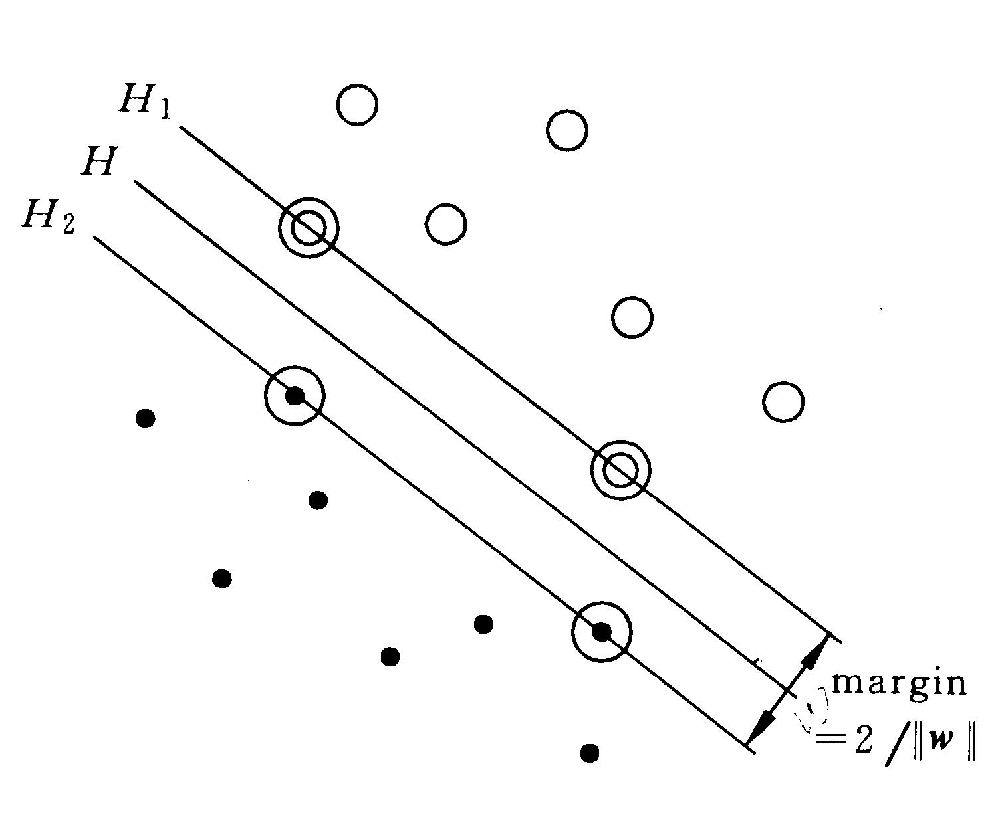 H₁
H
H₂
margin
=2/‖w‖